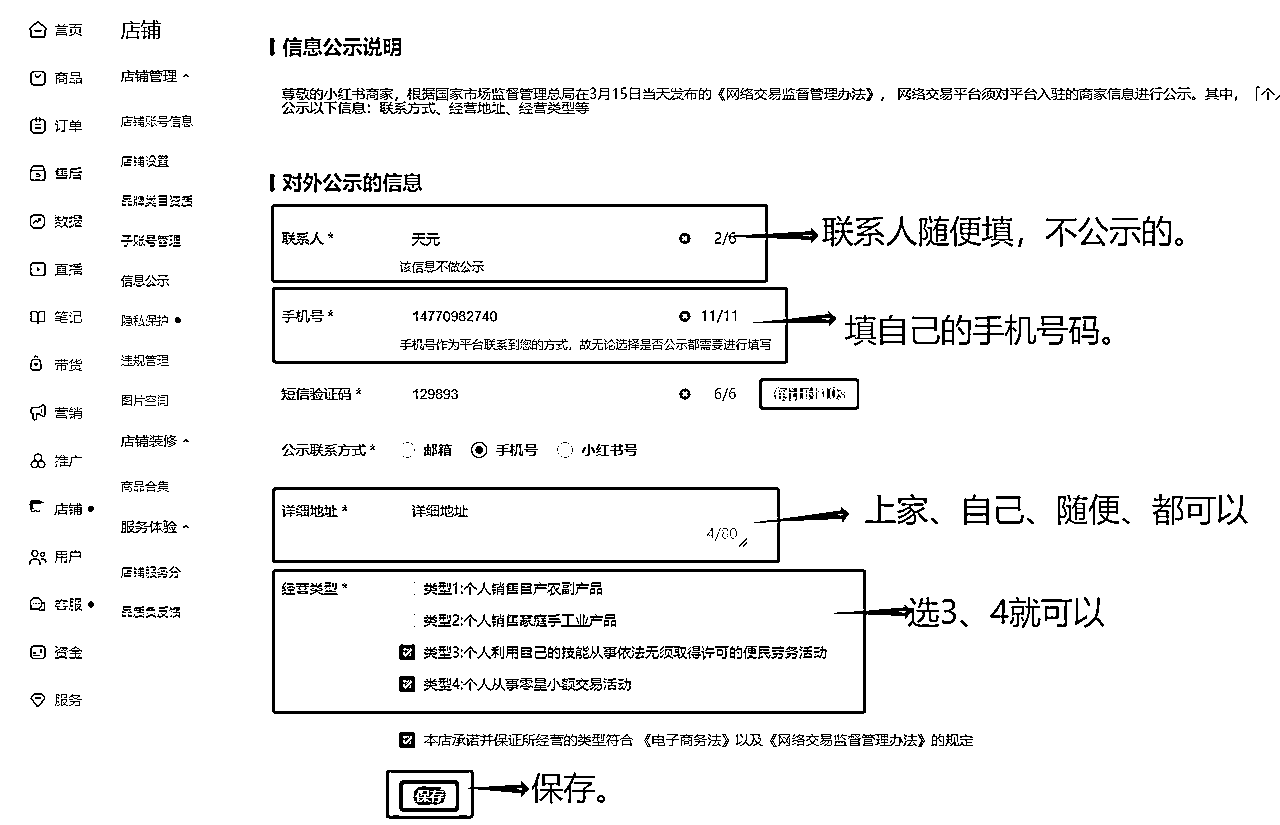 首页
商品
订单
售后
数据
直播
笔记
带货
营销
推广
店铺
用户
客服
资金
服务
店铺
店铺管理
店铺账号信息
店铺设置
品牌类目资质
子账号管理
信息公示
隐私保护
违规管理
图片空间
店铺装修
商品合集
服务体验
店铺服务分
品质负反馈
信息公示说明
尊敬的小红书商家，根据国家市场监督管理总局在3月15日当天发布的《网络交易监督管理办法》， 网络交易平台须对平台入驻的商家信息进行公示。其中，「个人
公示以下信息：联系方式、经营地址、经营类型等
对外公示的信息
联系人 * 天元 2/6 联系人随便填，不公示的。
该信息不做公示
手机号 * 14770982740 11/11 填自己的手机号码。
手机号作为平台联系到您的方式，故无论选择是否公示都需要进行填写
短信验证码 * 129893 6/6
公示联系方式 * 邮箱 手机号 小红书号
详细地址 * 详细地址 上家、自己、随便、都可以
4/80
经营类型 * 类型1:个人销售自产农副产品
类型2:个人销售家庭手工业产品 选3、4就可以
类型3:个人利用自己的技能从事依法无须取得许可的便民劳务活动
类型4:个人从事零星小额交易活动
本店承诺并保证所经营的类型符合 《电子商务法》以及《网络交易监督管理办法》的规定
保存 保存。